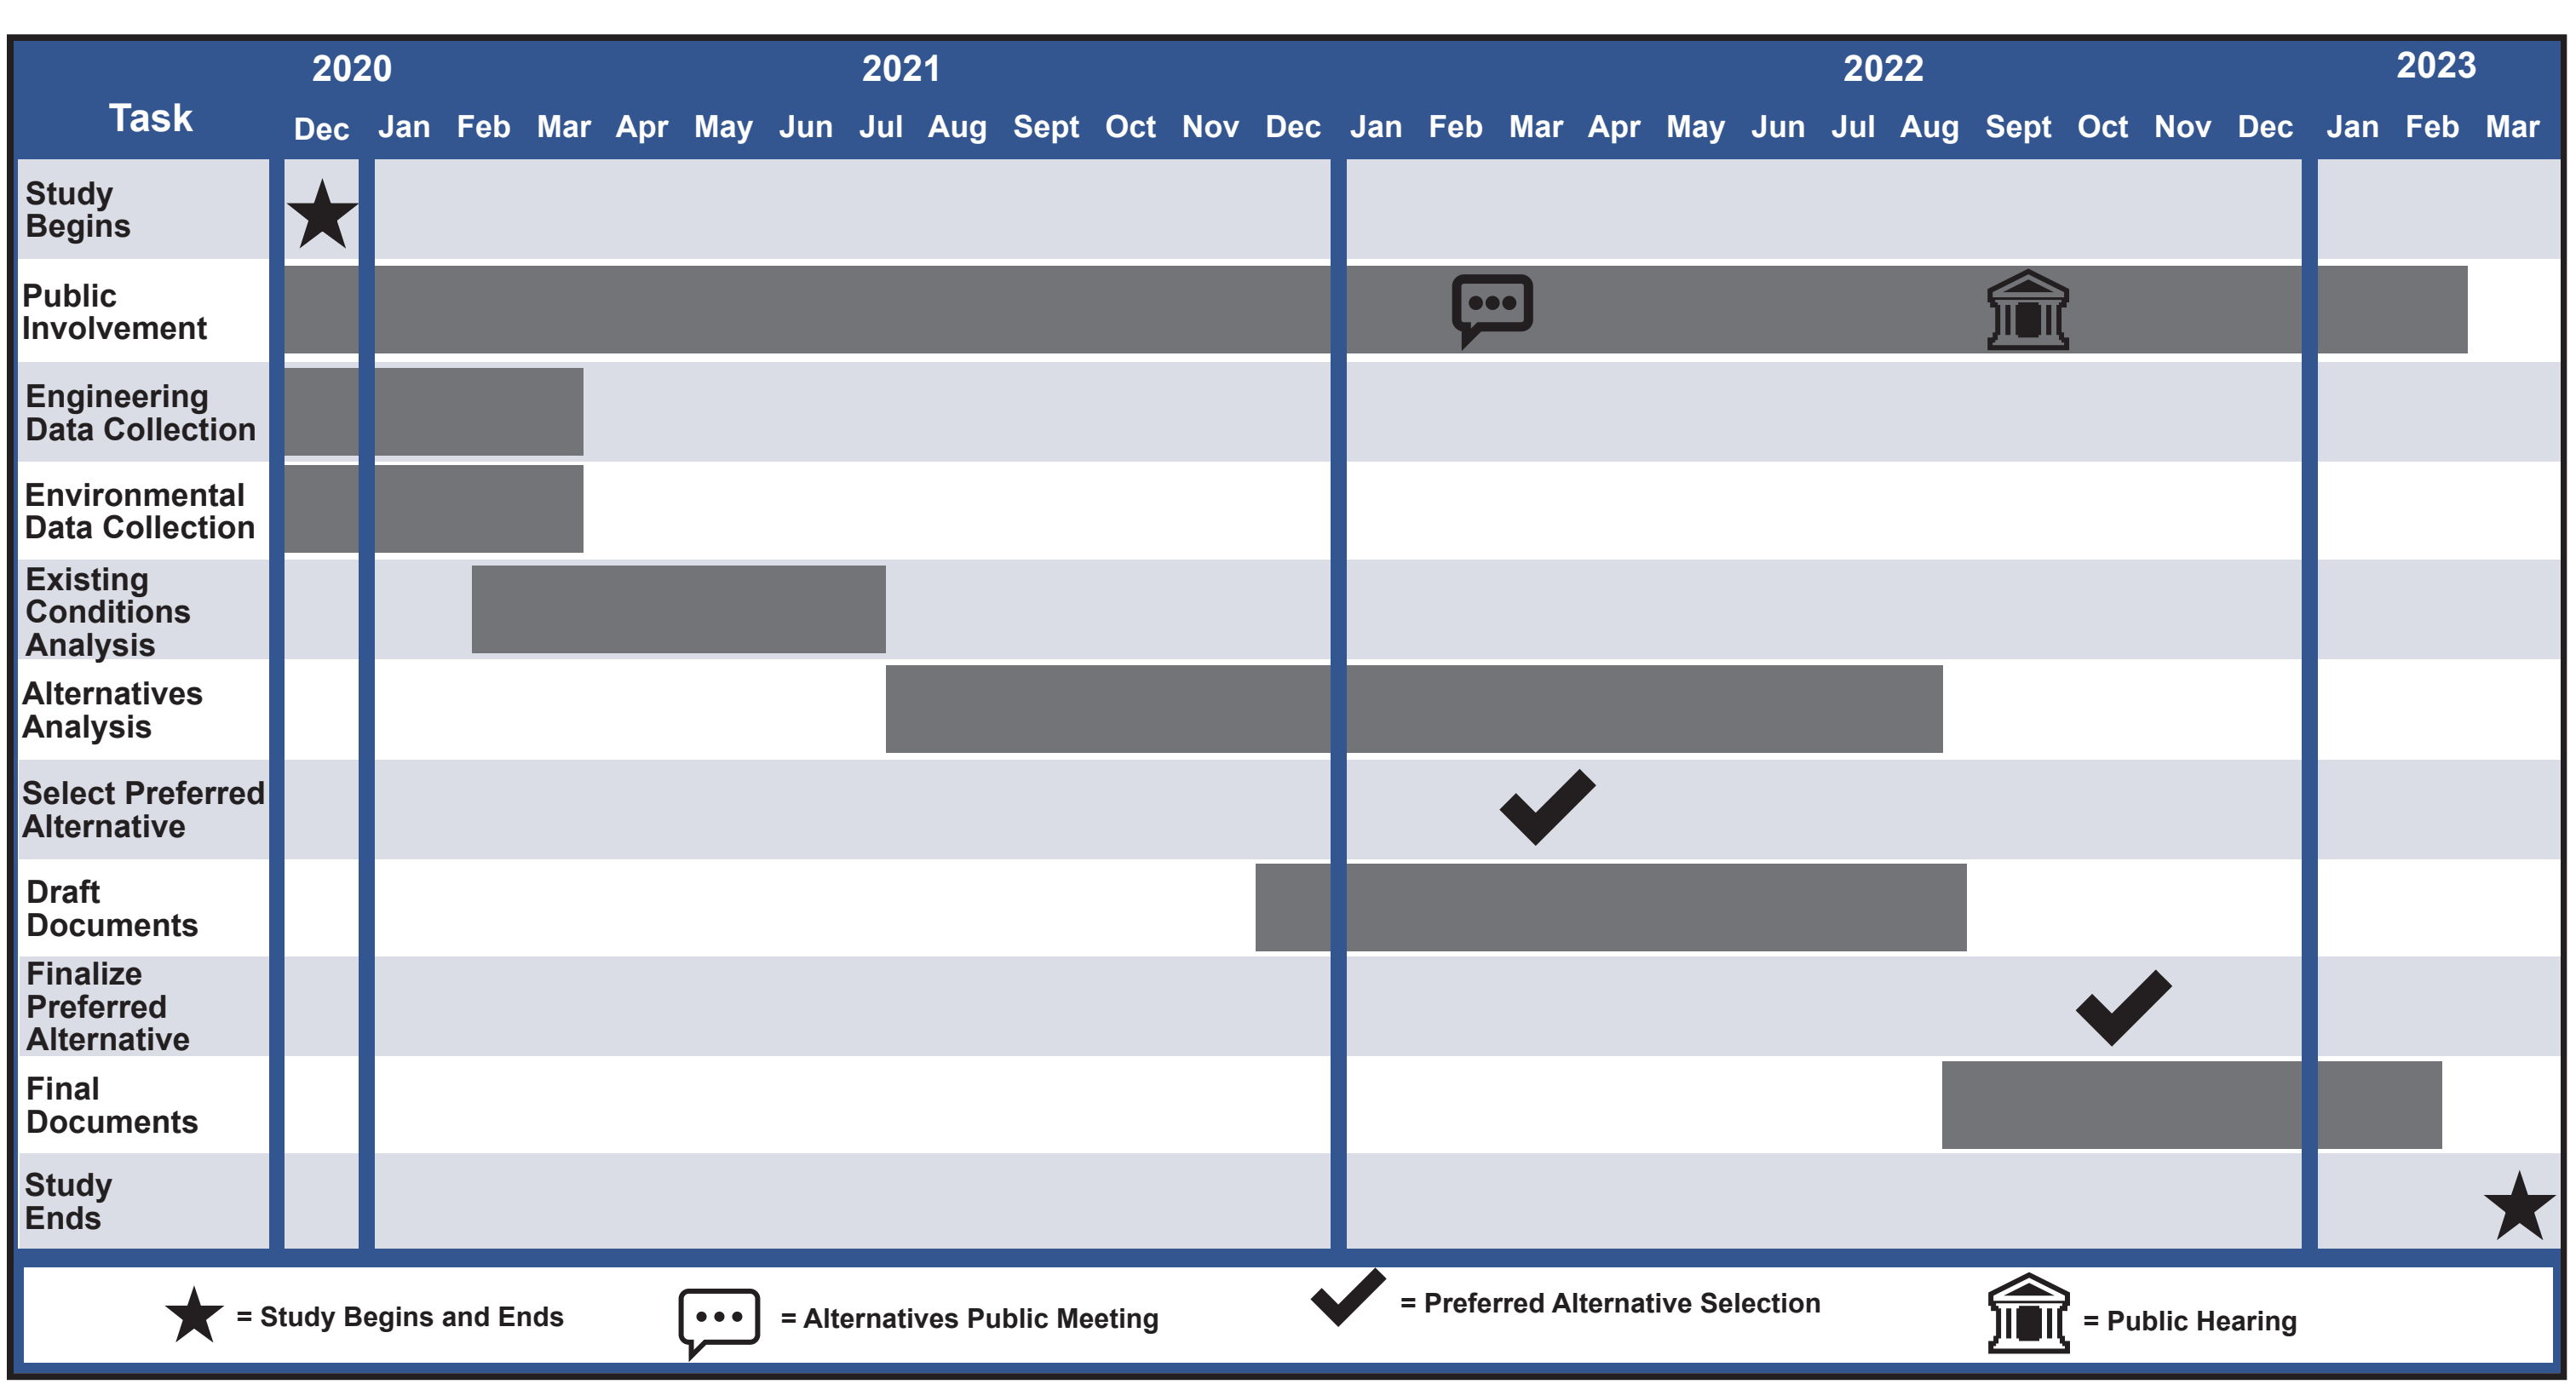 2020 2021 2022 2023
Task
Dec Jan Feb Mar Apr May Jun Jul Aug Sept Oct Nov Dec Jan Feb Mar Apr May Jun Jul Aug Sept Oct Nov Dec Jan Feb Mar
Study
Begins
Public
Involvement
Engineering
Data Collection
Environmental
Data Collection
Existing
Conditions
Analysis
Alternatives
Analysis
Select Preferred
Alternative
Draft
Documents
Finalize
Preferred
Alternative
Final
Documents
Study
Ends
= Study Begins and Ends
= Alternatives Public Meeting
= Preferred Alternative Selection
= Public Hearing